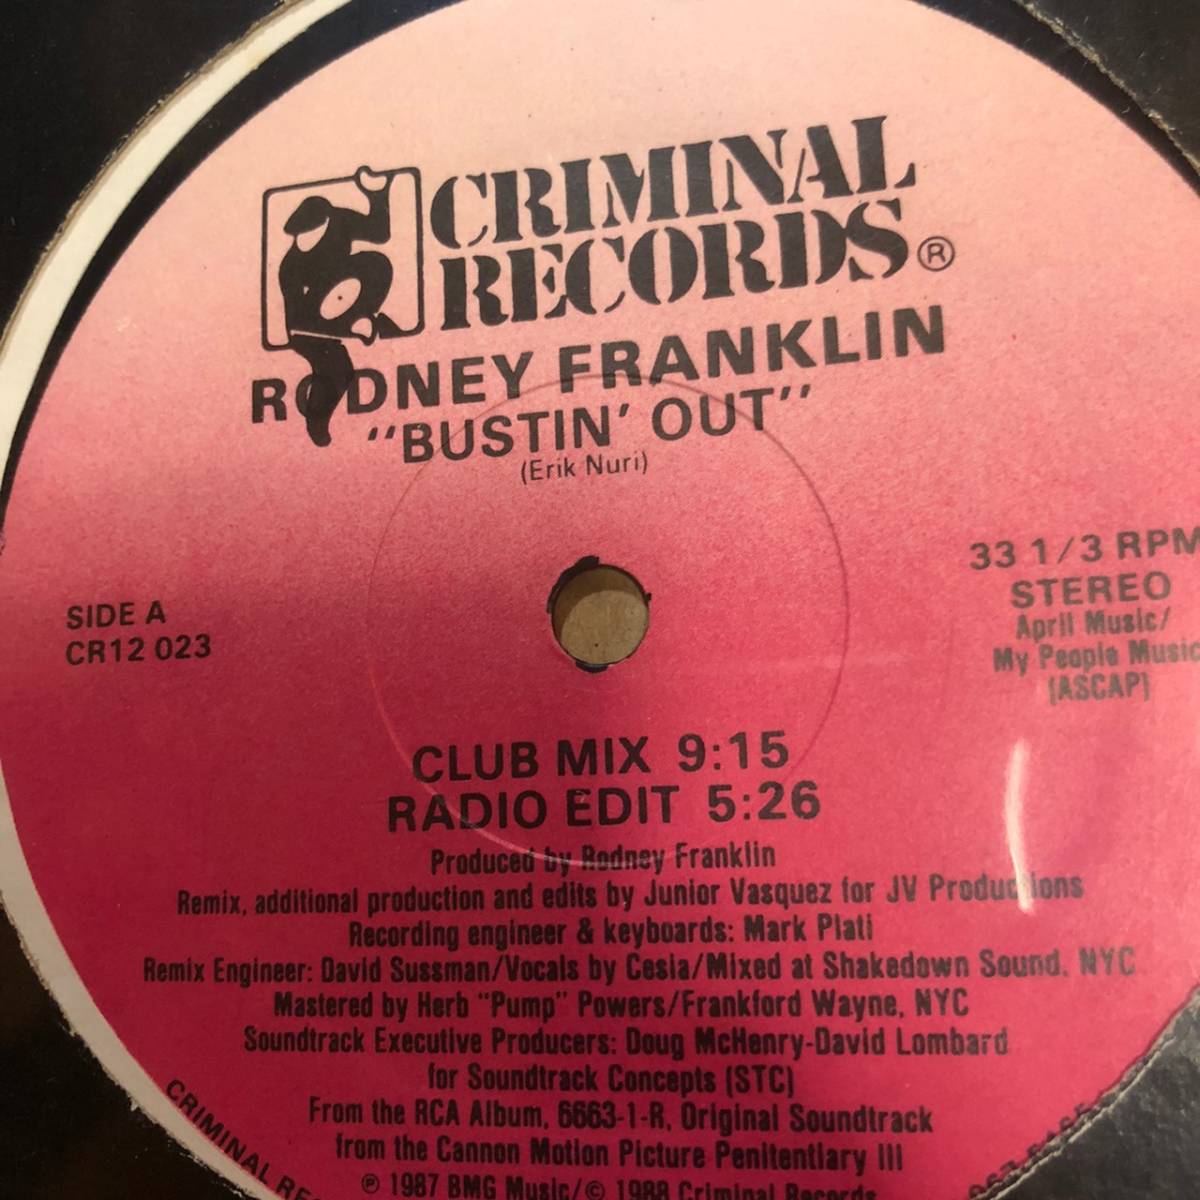 CRIMINAL
RECORDS ®
RODNEY FRANKLIN
"BUSTIN' OUT"
(Erik Nuri)
SIDE A
CR12 023
33 1/3 RPM
STEREO
April Music/
My People Music
(ASCAP)
CLUB MIX 9:15
RADIO EDIT 5:26
Produced by Rodney Franklin
Remix, additional production and edits by Junior Vasquez for JV Productions
Recording engineer & keyboards: Mark Plati
Remix Engineer: David Sussman/Vocals by Cesia/Mixed at Shakedown Sound, NYC
Mastered by Herb "Pump" Powers/Frankford Wayne, NYC
Soundtrack Executive Producers: Doug McHenry-David Lombard
for Soundtrack Concepts (STC)
From the RCA Album, 6663-1-R, Original Soundtrack
from the Cannon Motion Picture Penitentiary III
℗ 1987 BMG Music/© 1988 Criminal Records
CRIMINAL RE